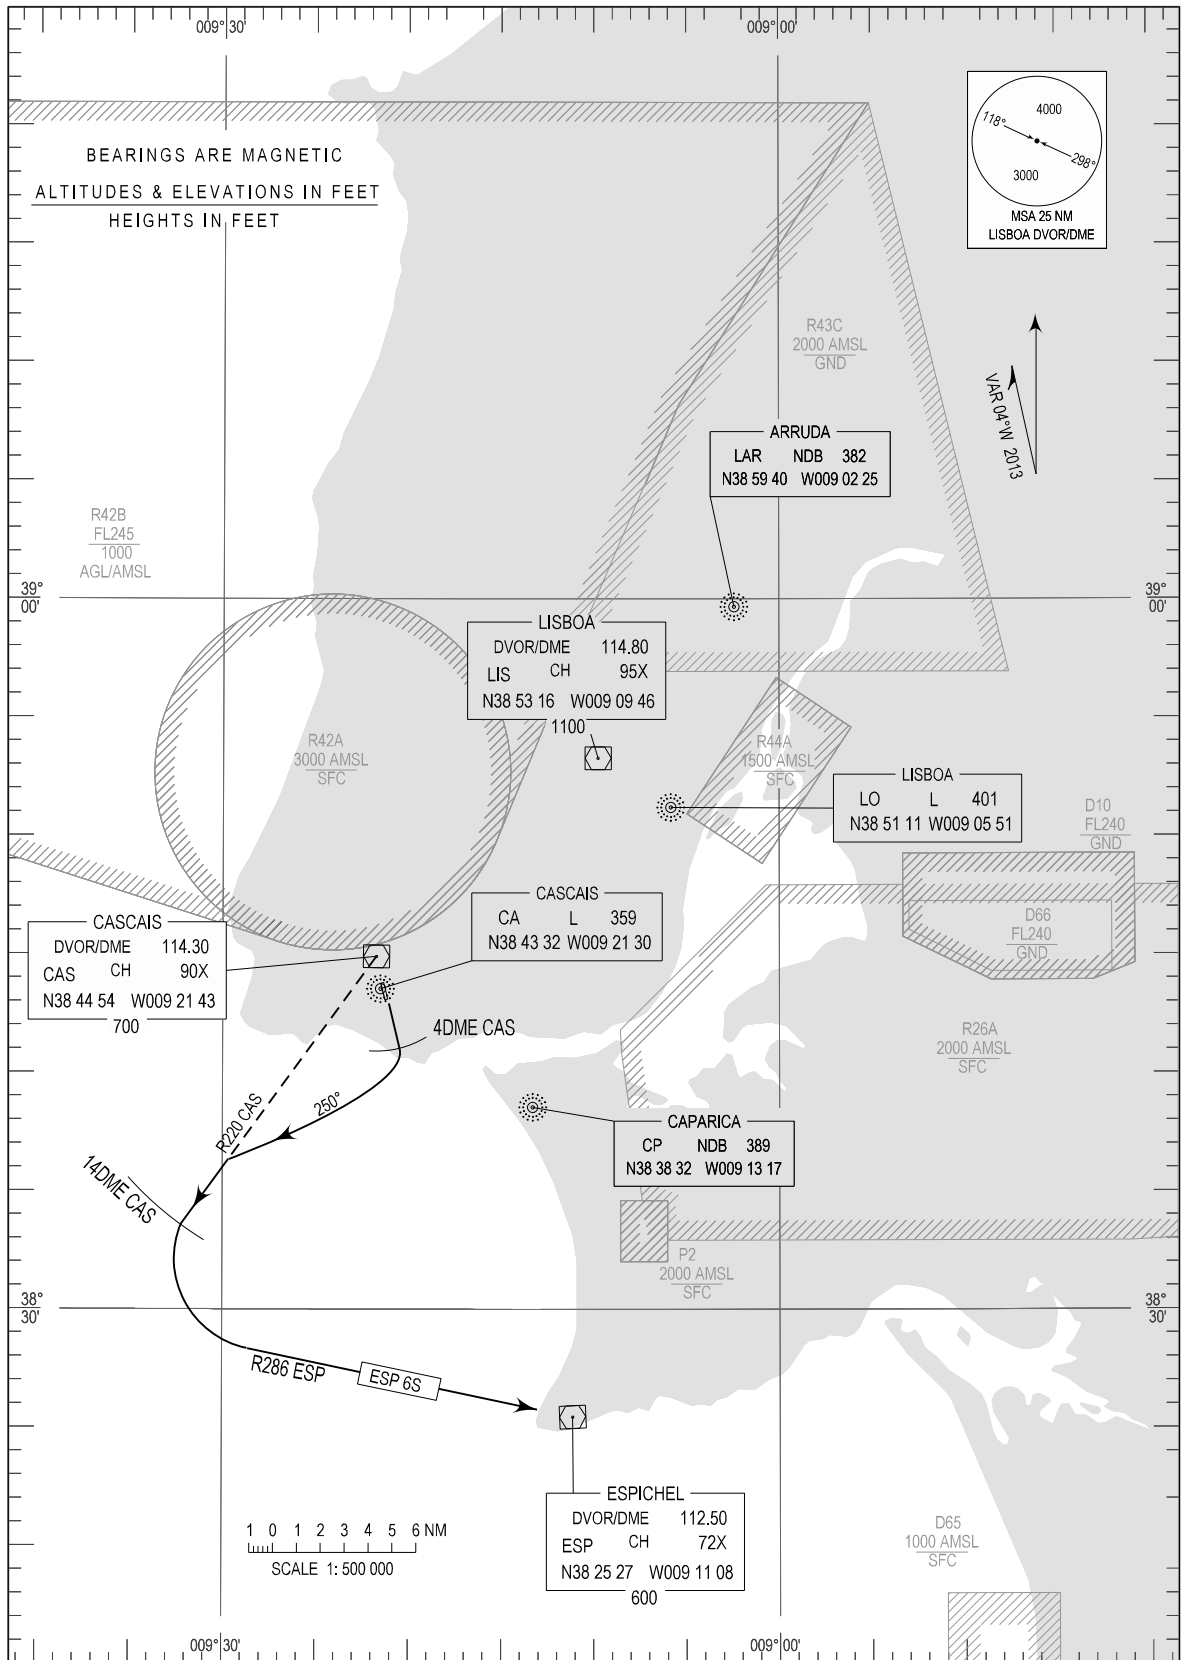 009° 30'
009° 00'
BEARINGS ARE MAGNETIC
ALTITUDES & ELEVATIONS IN FEET
HEIGHTS IN FEET
4000
118°
298°
3000
MSA 25 NM
LISBOA DVOR/DME
R43C
2000 AMSL
GND
VAR 04°W 2013
ARRUDA
LAR NDB 382
N38 59 40 W009 02 25
R42B
FL245
1000
AGL/AMSL
39°
00'
39°
00'
LISBOA
DVOR/DME 114.80
LIS CH 95X
N38 53 16 W009 09 46
1100
R42A
3000 AMSL
SFC
R44A
1500 AMSL
SFC
LISBOA
LO L 401
N38 51 11 W009 05 51
D10
FL240
GND
CASCAIS
CA L 359
N38 43 32 W009 21 30
D66
FL240
GND
CASCAIS
DVOR/DME 114.30
CAS CH 90X
N38 44 54 W009 21 43
700
4DME CAS
R26A
2000 AMSL
SFC
250°
R220 CAS
CAPARICA
CP NDB 389
N38 38 32 W009 13 17
14DME CAS
P2
2000 AMSL
SFC
38°
30'
38°
30'
R286 ESP
ESP 6S
ESPICHEL
DVOR/DME 112.50
ESP CH 72X
N38 25 27 W009 11 08
600
1 0 1 2 3 4 5 6 NM
SCALE 1: 500 000
D65
1000 AMSL
SFC
009° 30'
009° 00'